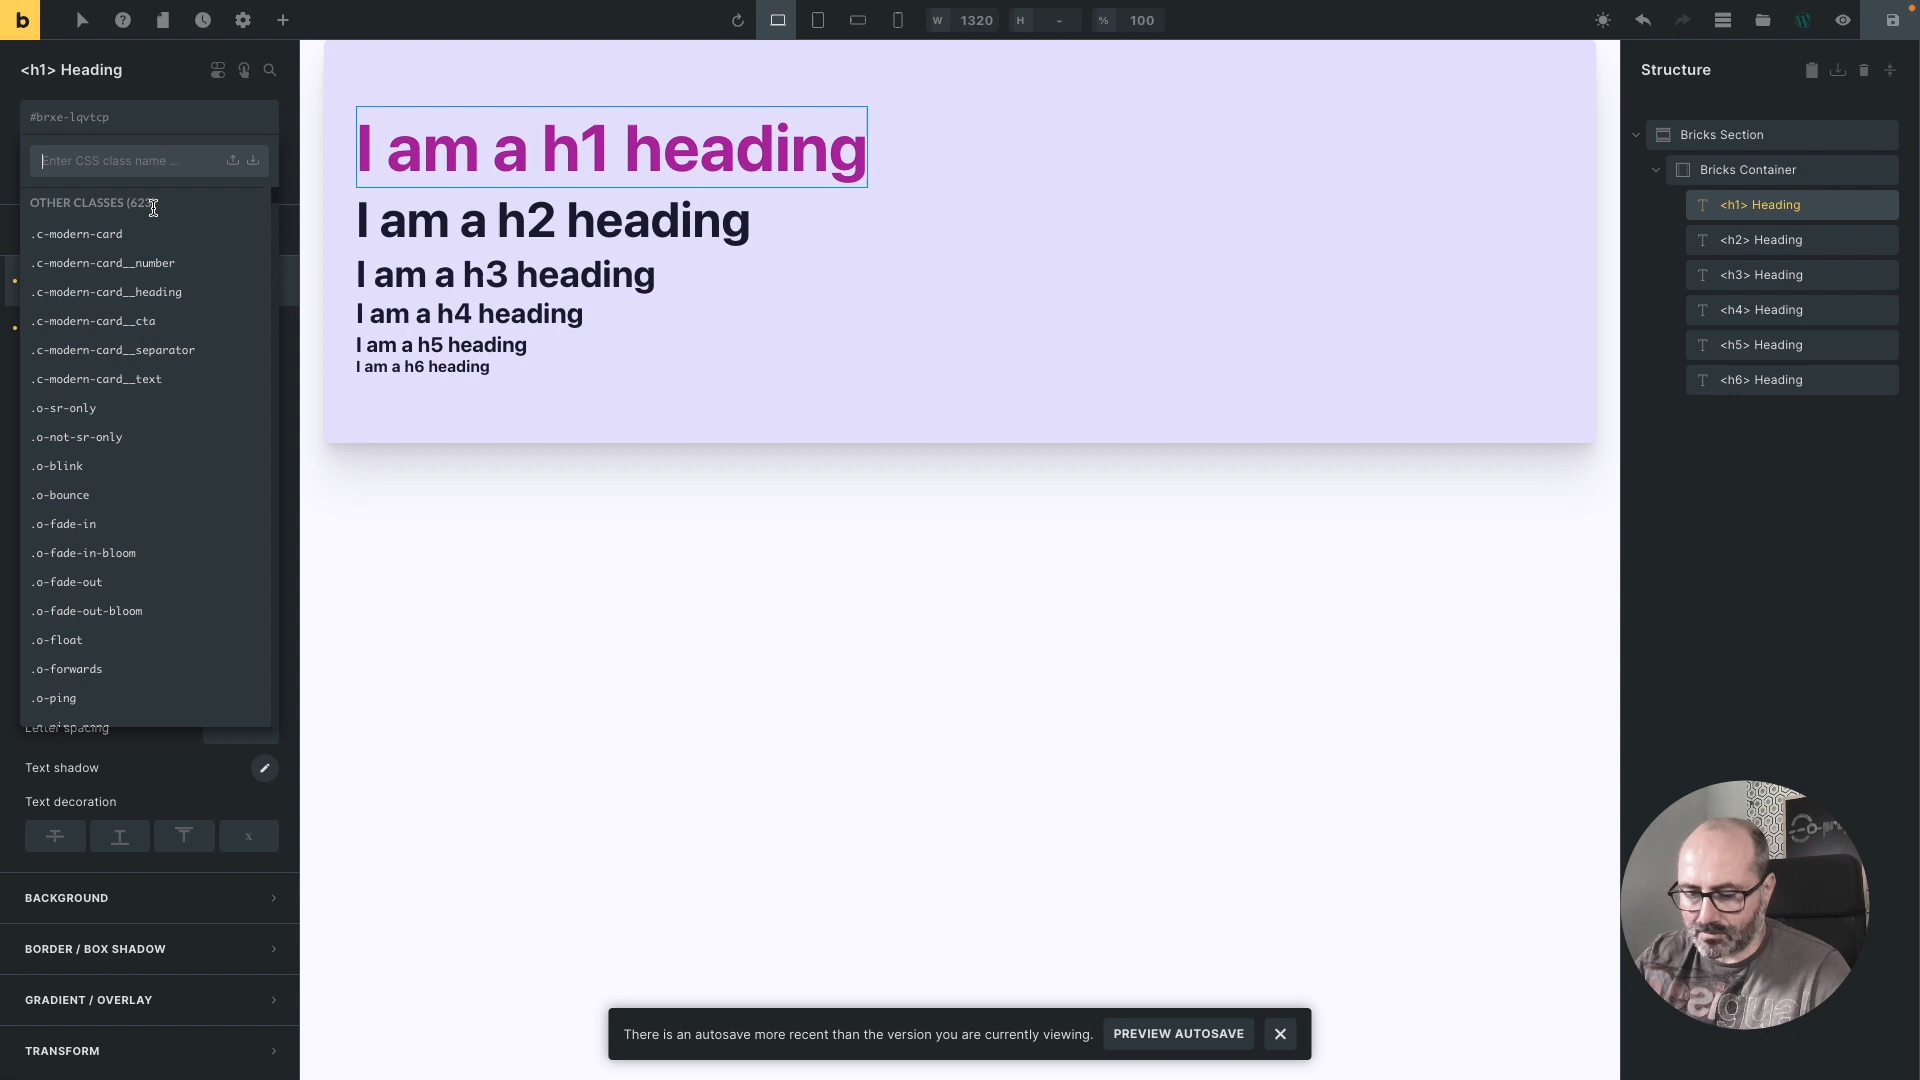 b
W 1320
H -
% 100
<h1> Heading
#brxe-lqvtcp
Enter CSS class name ...
OTHER CLASSES (623)
.c-modern-card
.c-modern-card__number
.c-modern-card__heading
.c-modern-card__cta
.c-modern-card__separator
.c-modern-card__text
.o-sr-only
.o-not-sr-only
.o-blink
.o-bounce
.o-fade-in
.o-fade-in-bloom
.o-fade-out
.o-fade-out-bloom
.o-float
.o-forwards
.o-ping
Letter spacing
Text shadow
Text decoration
x
BACKGROUND
BORDER / BOX SHADOW
GRADIENT / OVERLAY
TRANSFORM
I am a h1 heading
I am a h2 heading
I am a h3 heading
I am a h4 heading
I am a h5 heading
I am a h6 heading
There is an autosave more recent than the version you are currently viewing.
PREVIEW AUTOSAVE
Structure
Bricks Section
Bricks Container
<h1> Heading
<h2> Heading
<h3> Heading
<h4> Heading
<h5> Heading
<h6> Heading